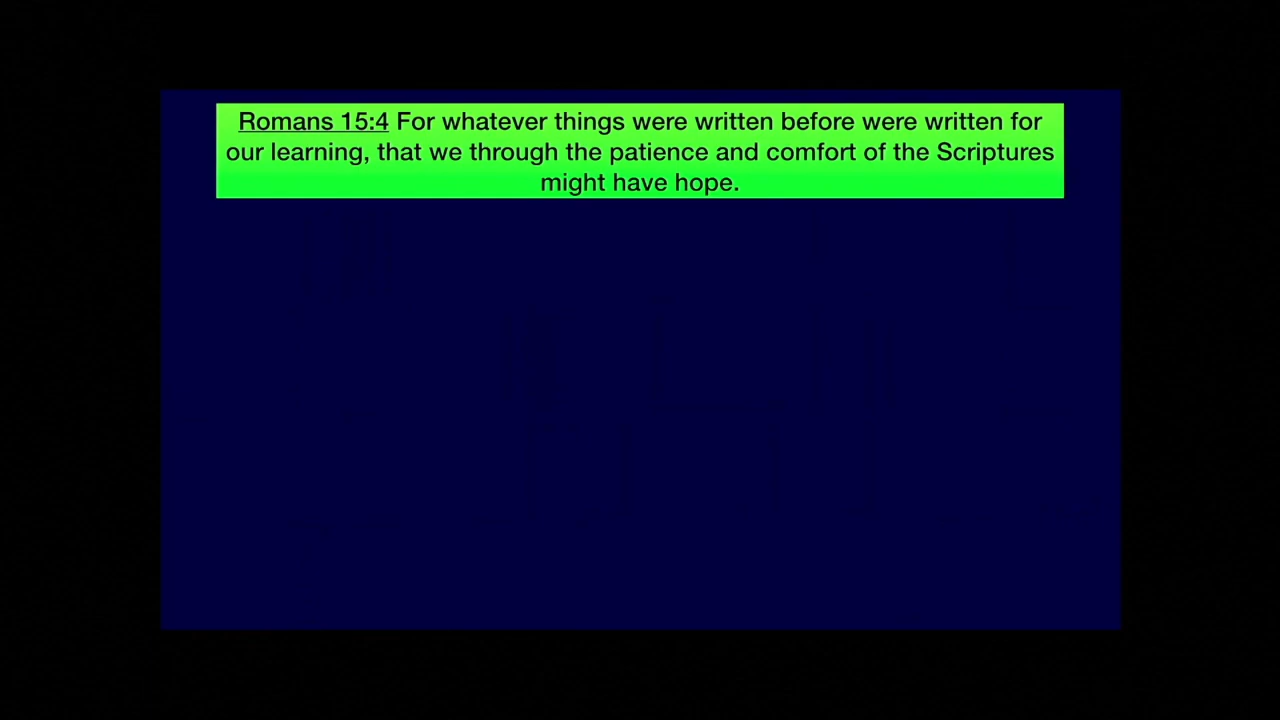 Romans 15:4 For whatever things were written before were written for
our learning, that we through the patience and comfort of the Scriptures
might have hope.